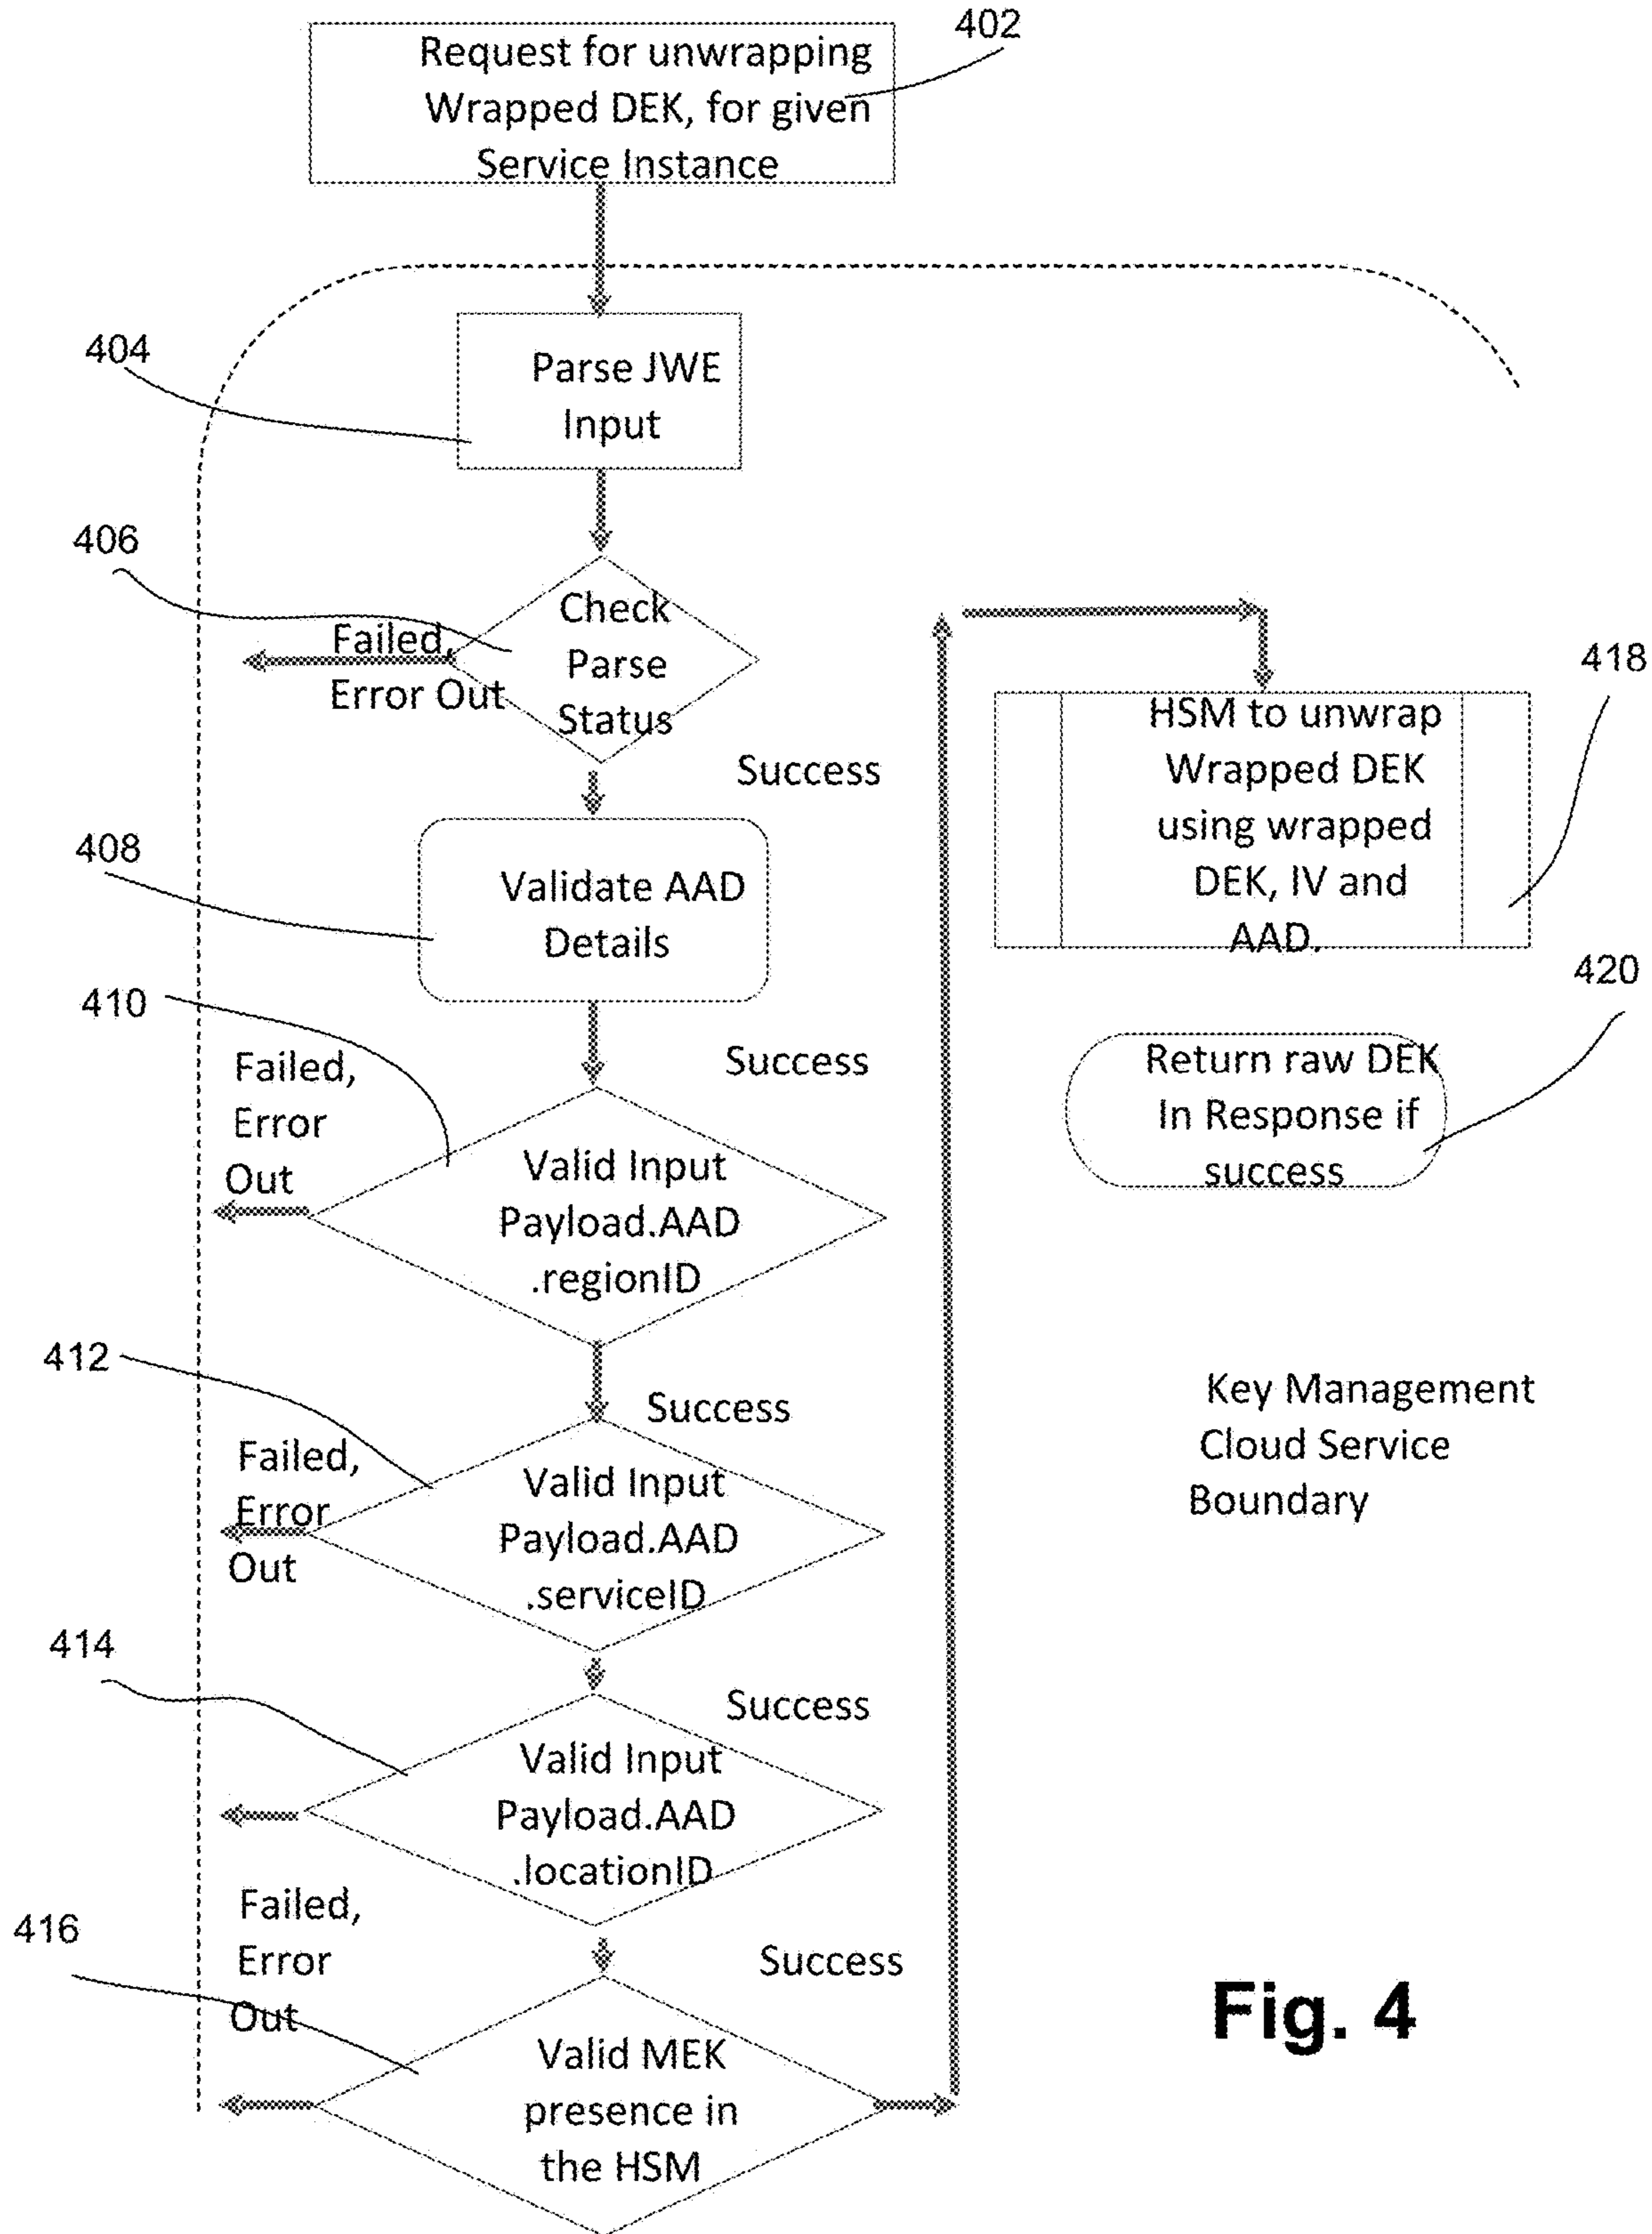 402
Request for unwrapping
Wrapped DEK, for given
Service Instance
404
Parse JWE
Input
406
Check
Parse
Status
Failed,
Error Out
Success
408
Validate AAD
Details
410
Success
Failed,
Error
Out
Valid Input
Payload.AAD
.regionID
412
Success
Failed,
Error
Out
Valid Input
Payload.AAD
.serviceID
414
Success
Valid Input
Payload.AAD
.locationID
416
Failed,
Error
Out
Success
Valid MEK
presence in
the HSM
418
HSM to unwrap
Wrapped DEK
using wrapped
DEK, IV and
AAD.
420
Return raw DEK
In Response if
success
Key Management
Cloud Service
Boundary
Fig. 4